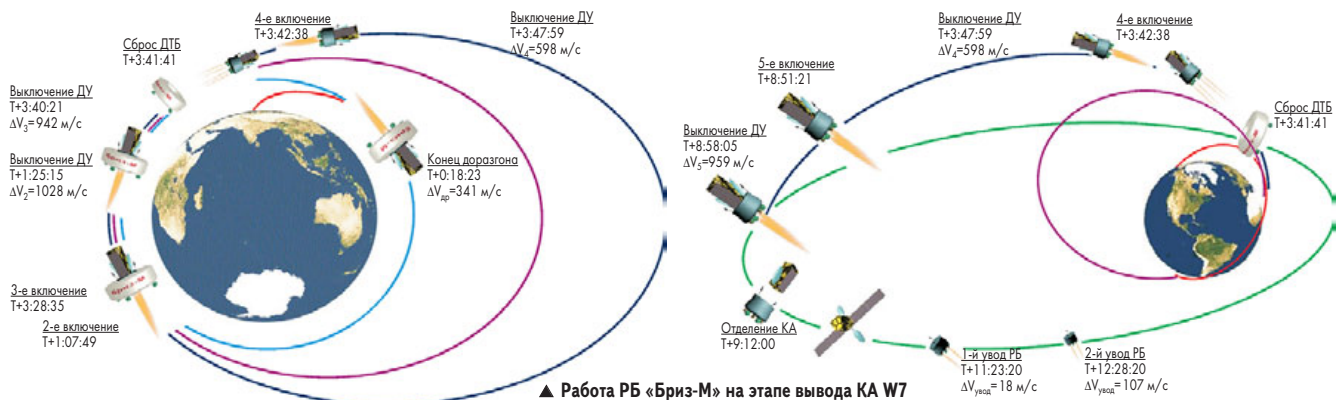 4-е включение
T+3:42:38
Выключение ДУ
T+3:47:59
ΔV₄=598 м/с
Сброс ДТБ
T+3:41:41
Выключение ДУ
T+3:40:21
ΔV₃=942 м/с
Выключение ДУ
T+1:25:15
ΔV₂=1028 м/с
Бриз-М
Конец доразгона
T+0:18:23
ΔVдр=341 м/с
3-е включение
T+3:28:35
Бриз-М
2-е включение
T+1:07:49
Выключение ДУ
T+3:47:59
ΔV₄=598 м/с
4-е включение
T+3:42:38
5-е включение
T+8:51:21
Сброс ДТБ
T+3:41:41
Выключение ДУ
T+8:58:05
ΔV₅=959 м/с
Отделение КА
T+9:12:00
1-й увод РБ
T+11:23:20
ΔVувод=18 м/с
2-й увод РБ
T+12:28:20
ΔVувод=107 м/с
▲ Работа РБ «Бриз-М» на этапе вывода КА W7